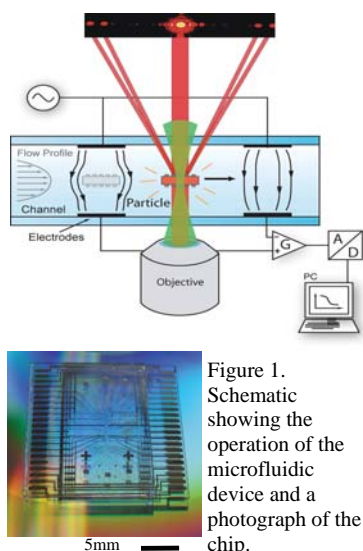 Flow Profile
Channel
Particle
Electrodes
Objective
G
A
D
PC
Figure 1.
Schematic
showing the
operation of the
microfluidic
device and a
photograph of the
chip.
5mm